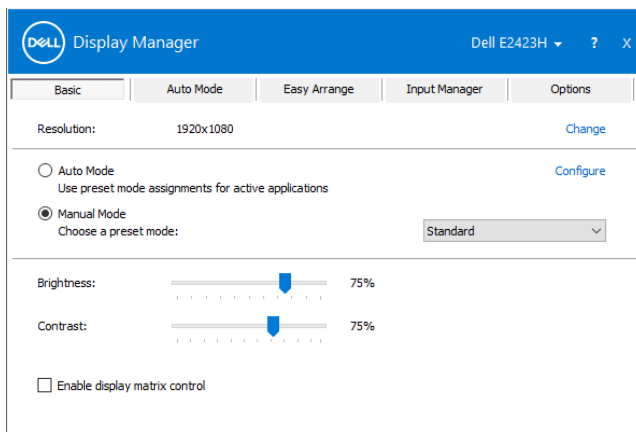 DELL Display Manager Dell E2423H ? X
Basic Auto Mode Easy Arrange Input Manager Options
Resolution: 1920x1080 Change
Auto Mode Configure
Use preset mode assignments for active applications
Manual Mode
Choose a preset mode: Standard
Brightness: 75%
Contrast: 75%
Enable display matrix control